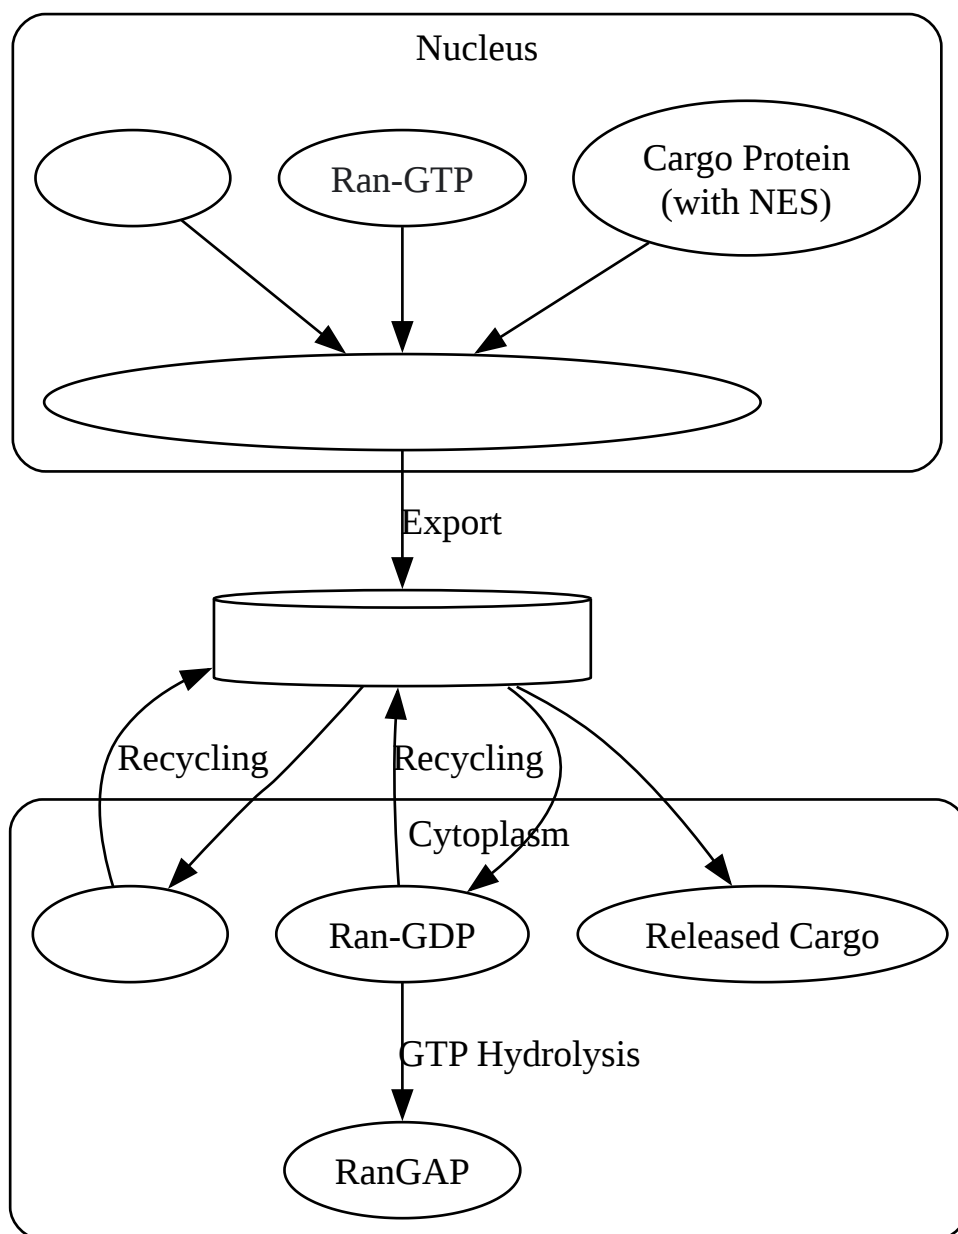 Nucleus
Ran-GTP
Cargo Protein
(with NES)
Export
Recycling
Recycling
Cytoplasm
Ran-GDP
Released Cargo
GTP Hydrolysis
RanGAP